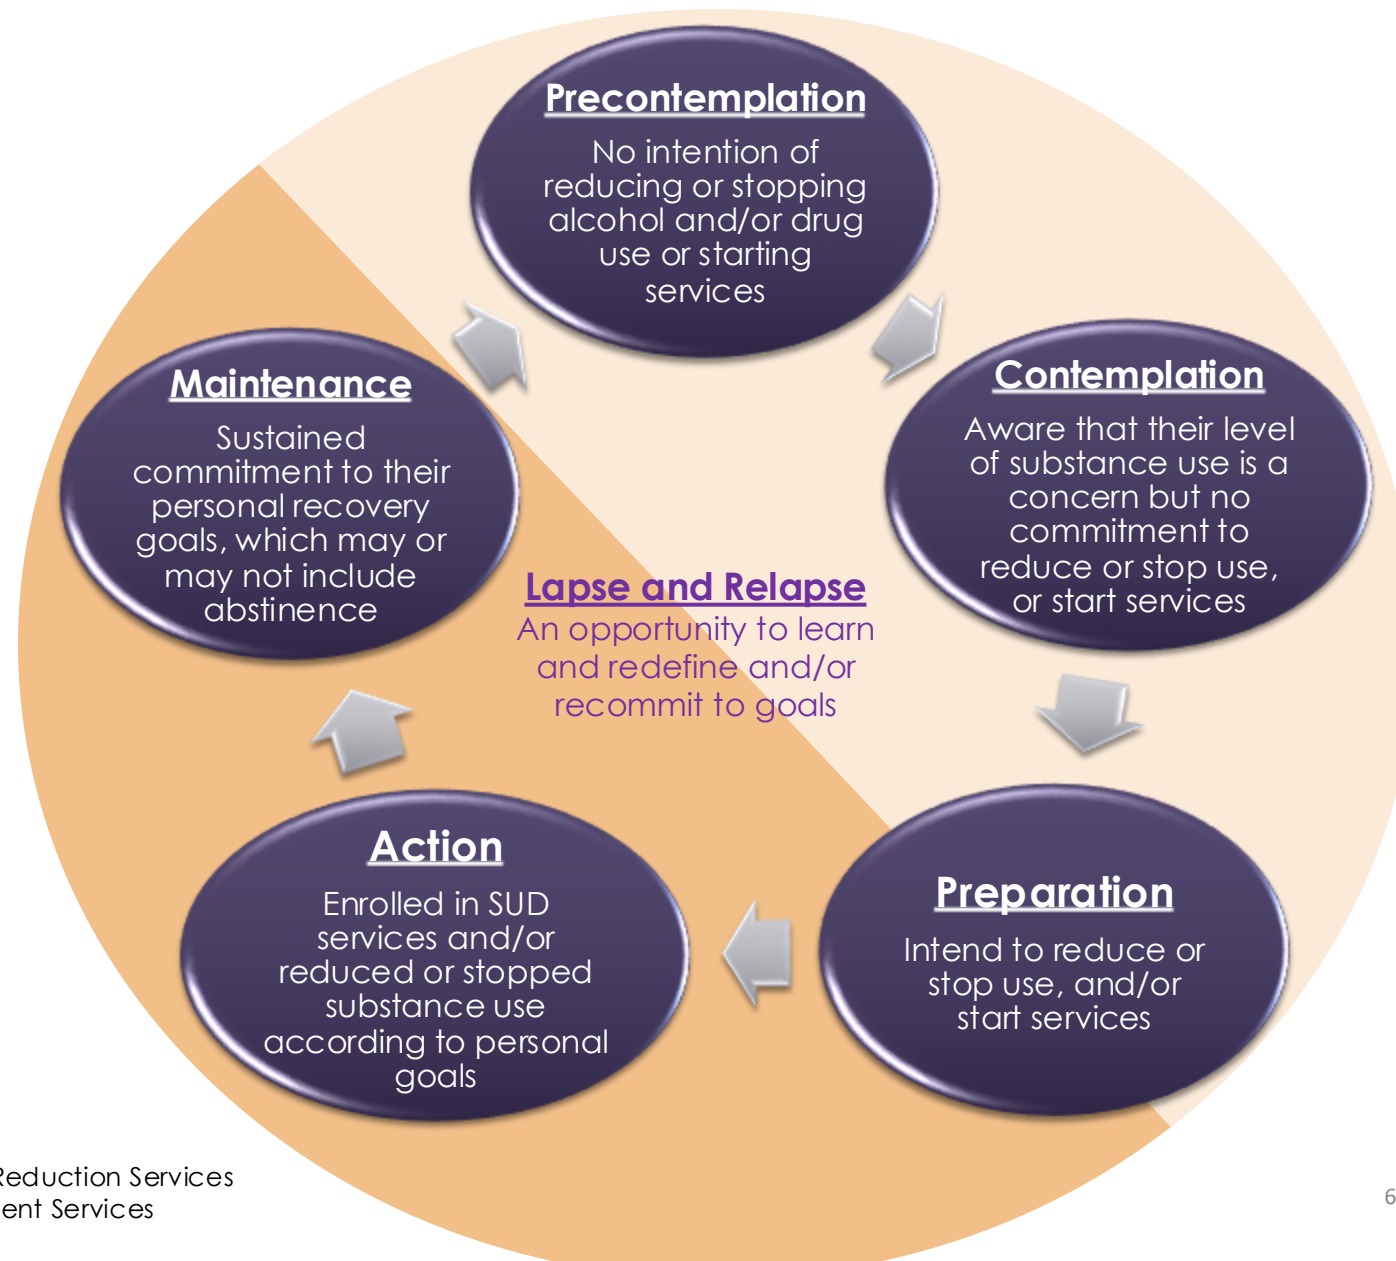 Precontemplation
No intention of
reducing or stopping
alcohol and/or drug
use or starting
services
Contemplation
Aware that their level
of substance use is a
concern but no
commitment to
reduce or stop use,
or start services
Maintenance
Sustained
commitment to their
personal recovery
goals, which may or
may not include
abstinence
Lapse and Relapse
An opportunity to learn
and redefine and/or
recommit to goals
Action
Enrolled in SUD
services and/or
reduced or stopped
substance use
according to personal
goals
Preparation
Intend to reduce or
stop use, and/or
start services
Reduction Services
ent Services
6